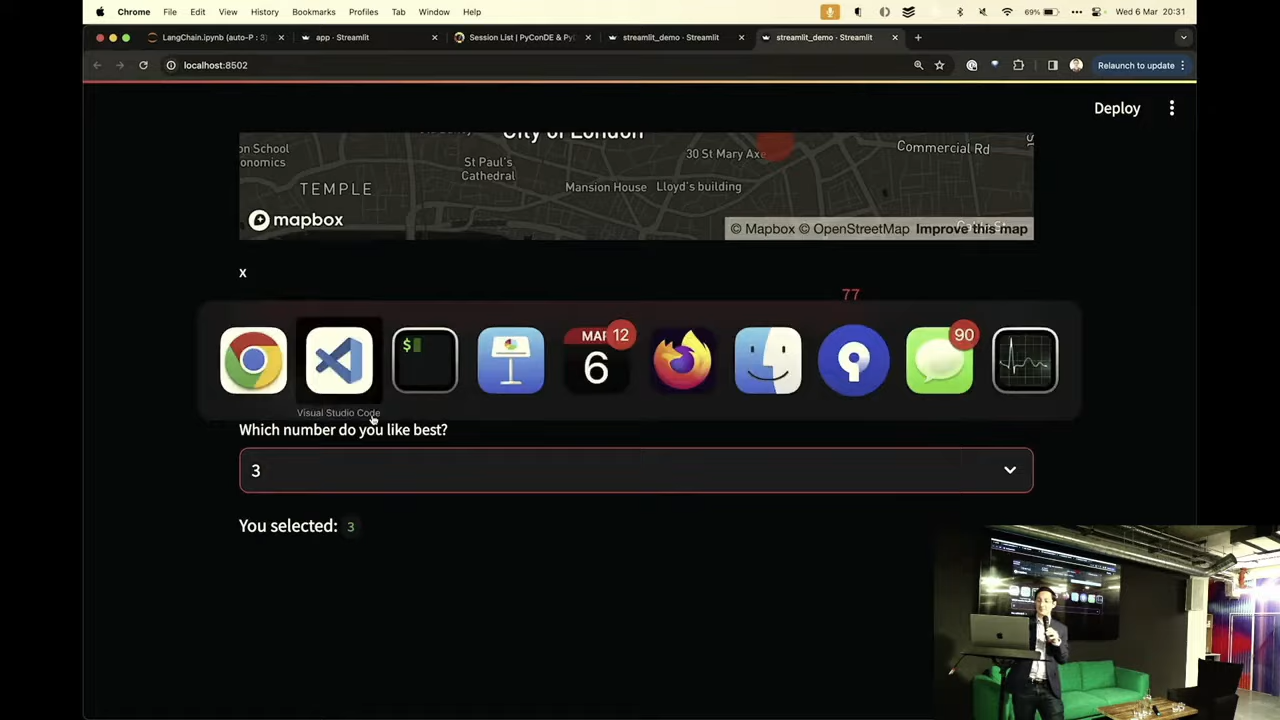 Chrome File Edit View History Bookmarks Profiles Tab Window Help
69% Wed 6 Mar 20:31
LangChain.ipynb (auto-P : 3)
app · Streamlit
Session List | PyConDE & Py
streamlit_demo · Streamlit
streamlit_demo · Streamlit
localhost:8502
Relaunch to update
Deploy
City of London
on School
onomics
30 St Mary Axe
Commercial Rd
St Paul's
Cathedral
TEMPLE
Mansion House
Lloyd's building
mapbox
© Mapbox © OpenStreetMap Improve this map
x
77
MAR
12
6
90
$
Visual Studio Code
Which number do you like best?
3
You selected: 3